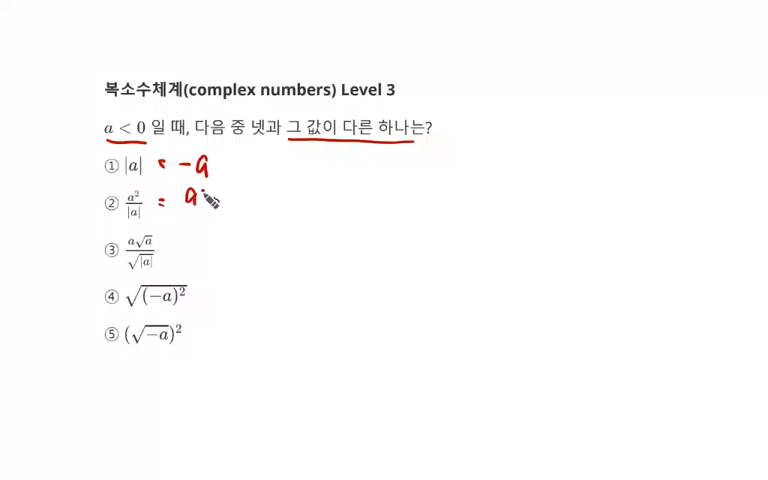 복소수체계(complex numbers) Level 3
a < 0 일 때, 다음 중 넷과 그 값이 다른 하나는?
① |a| = -a
② a²/|a| = a
③ a√a/√|a|
④ √(-a)²
⑤ (√-a)²